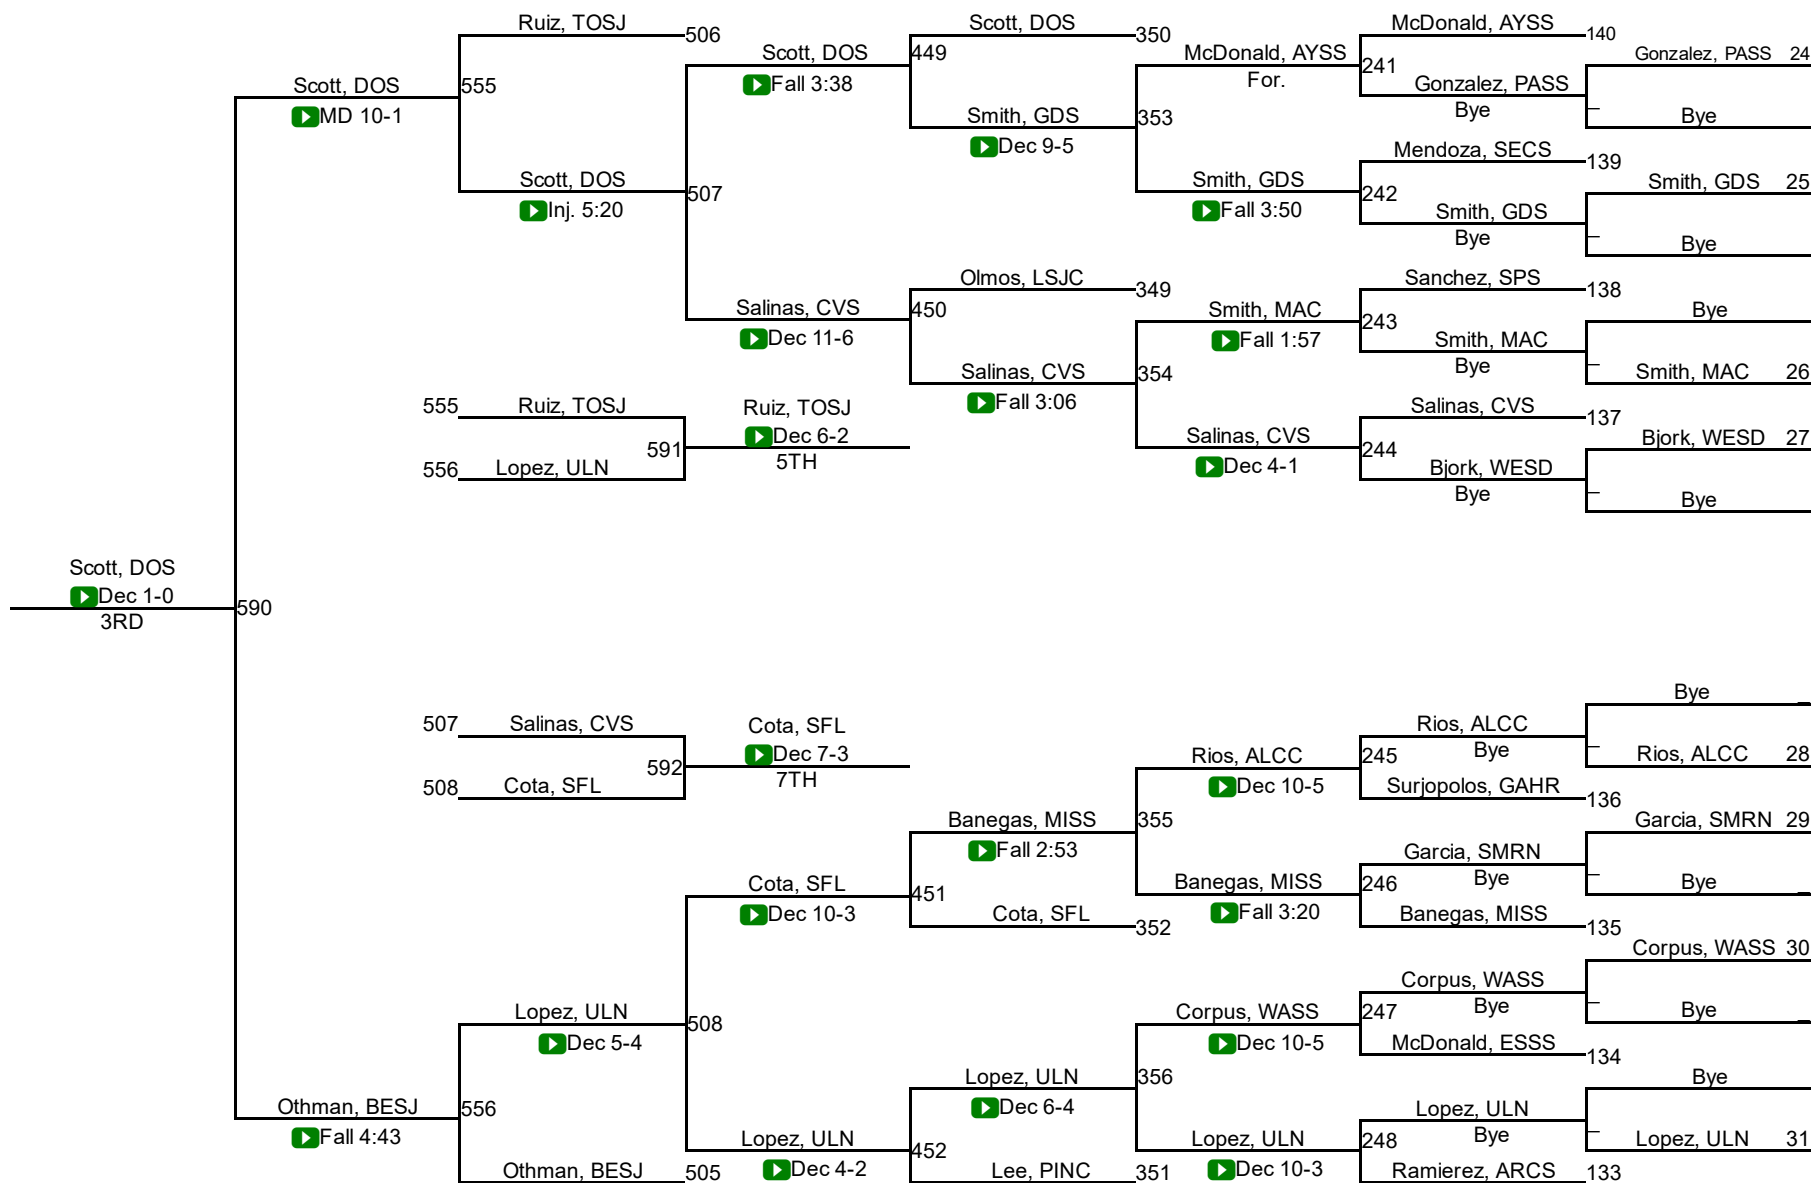 Ruiz, TOSJ
506
Scott, DOS
350
McDonald, AYSS
140
Scott, DOS
449
McDonald, AYSS
For.
241
Gonzalez, PASS 24
Scott, DOS
MD 10-1
555
Fall 3:38
Gonzalez, PASS
Bye
Bye
Smith, GDS
Dec 9-5
353
Mendoza, SECS
139
Scott, DOS
Inj. 5:20
507
Smith, GDS
Fall 3:50
242
Smith, GDS 25
Smith, GDS
Bye
Bye
Olmos, LSJC
349
Sanchez, SPS
138
Salinas, CVS
Dec 11-6
450
Smith, MAC
Fall 1:57
243
Bye
Smith, MAC
Bye
Salinas, CVS
Fall 3:06
354
Smith, MAC 26
555
Ruiz, TOSJ
Ruiz, TOSJ
Dec 6-2
5TH
591
Salinas, CVS
137
Salinas, CVS
Dec 4-1
244
Bjork, WESD 27
556
Lopez, ULN
Bjork, WESD
Bye
Bye
Scott, DOS
Dec 1-0
3RD
590
Bye
507
Salinas, CVS
Cota, SFL
Dec 7-3
7TH
592
Rios, ALCC
Bye
Rios, ALCC
Dec 10-5
245
Rios, ALCC 28
508
Cota, SFL
Surjopolos, GAHR
136
Banegas, MISS
Fall 2:53
355
Garcia, SMRN 29
Garcia, SMRN
Bye
Cota, SFL
Dec 10-3
451
Banegas, MISS
Fall 3:20
246
Bye
Cota, SFL
352
Banegas, MISS
135
Corpus, WASS 30
Corpus, WASS
Bye
Lopez, ULN
Dec 5-4
508
Corpus, WASS
Dec 10-5
247
Bye
McDonald, ESSS
134
Lopez, ULN
Dec 6-4
356
Bye
Othman, BESJ
Fall 4:43
556
Lopez, ULN
Bye
Lopez, ULN
Dec 4-2
452
Lopez, ULN
Dec 10-3
248
Lopez, ULN 31
Othman, BESJ
505
Lee, PINC
351
Ramierez, ARCS
133